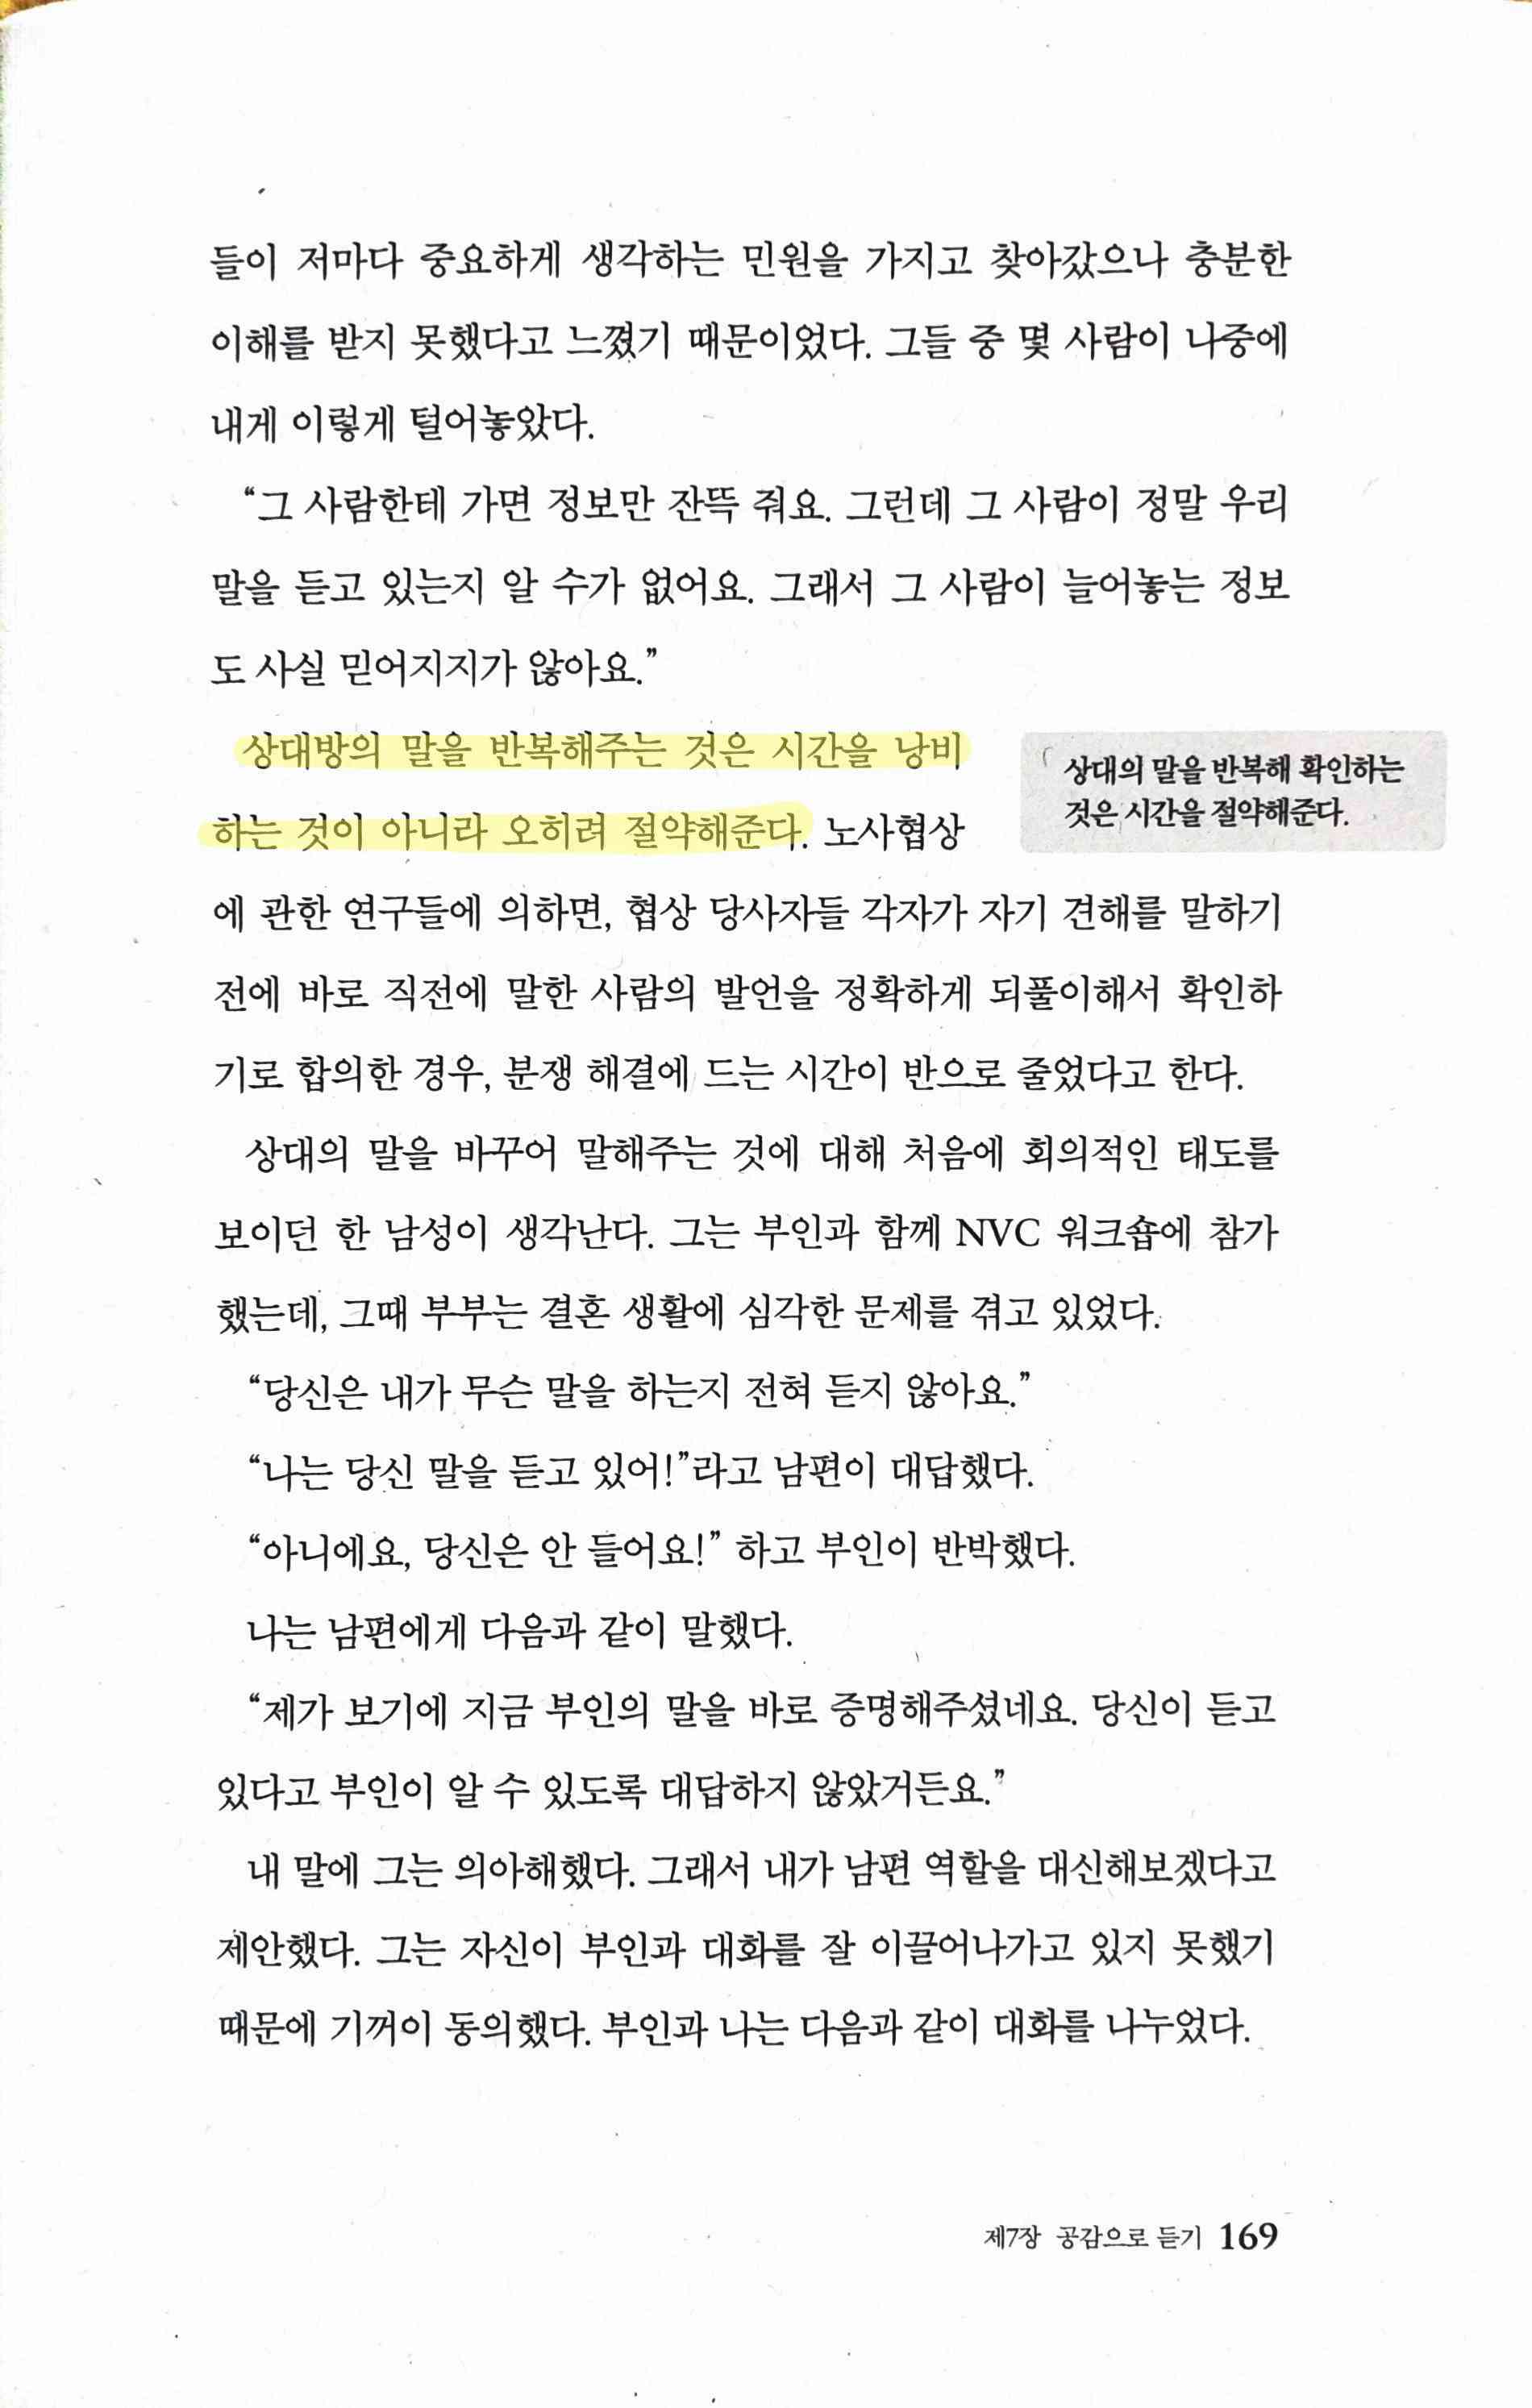 들이 저마다 중요하게 생각하는 민원을 가지고 찾아갔으나 충분한
이해를 받지 못했다고 느꼈기 때문이었다. 그들 중 몇 사람이 나중에
내게 이렇게 털어놓았다.
“그 사람한테 가면 정보만 잔뜩 줘요. 그런데 그 사람이 정말 우리
말을 듣고 있는지 알 수가 없어요. 그래서 그 사람이 늘어놓는 정보
도 사실 믿어지지가 않아요.”
상대방의 말을 반복해주는 것은 시간을 낭비
하는 것이 아니라 오히려 절약해준다. 노사협상
상대의 말을 반복해 확인하는
것은 시간을 절약해준다.
에 관한 연구들에 의하면, 협상 당사자들 각자가 자기 견해를 말하기
전에 바로 직전에 말한 사람의 발언을 정확하게 되풀이해서 확인하
기로 합의한 경우, 분쟁 해결에 드는 시간이 반으로 줄었다고 한다.
상대의 말을 바꾸어 말해주는 것에 대해 처음에 회의적인 태도를
보이던 한 남성이 생각난다. 그는 부인과 함께 NVC 워크숍에 참가
했는데, 그때 부부는 결혼 생활에 심각한 문제를 겪고 있었다.
“당신은 내가 무슨 말을 하는지 전혀 듣지 않아요.”
“나는 당신 말을 듣고 있어!”라고 남편이 대답했다.
“아니에요, 당신은 안 들어요!” 하고 부인이 반박했다.
나는 남편에게 다음과 같이 말했다.
“제가 보기에 지금 부인의 말을 바로 증명해주셨네요. 당신이 듣고
있다고 부인이 알 수 있도록 대답하지 않았거든요.”
내 말에 그는 의아해했다. 그래서 내가 남편 역할을 대신해보겠다고
제안했다. 그는 자신이 부인과 대화를 잘 이끌어나가고 있지 못했기
때문에 기꺼이 동의했다. 부인과 나는 다음과 같이 대화를 나누었다.
제7장 공감으로 듣기 169